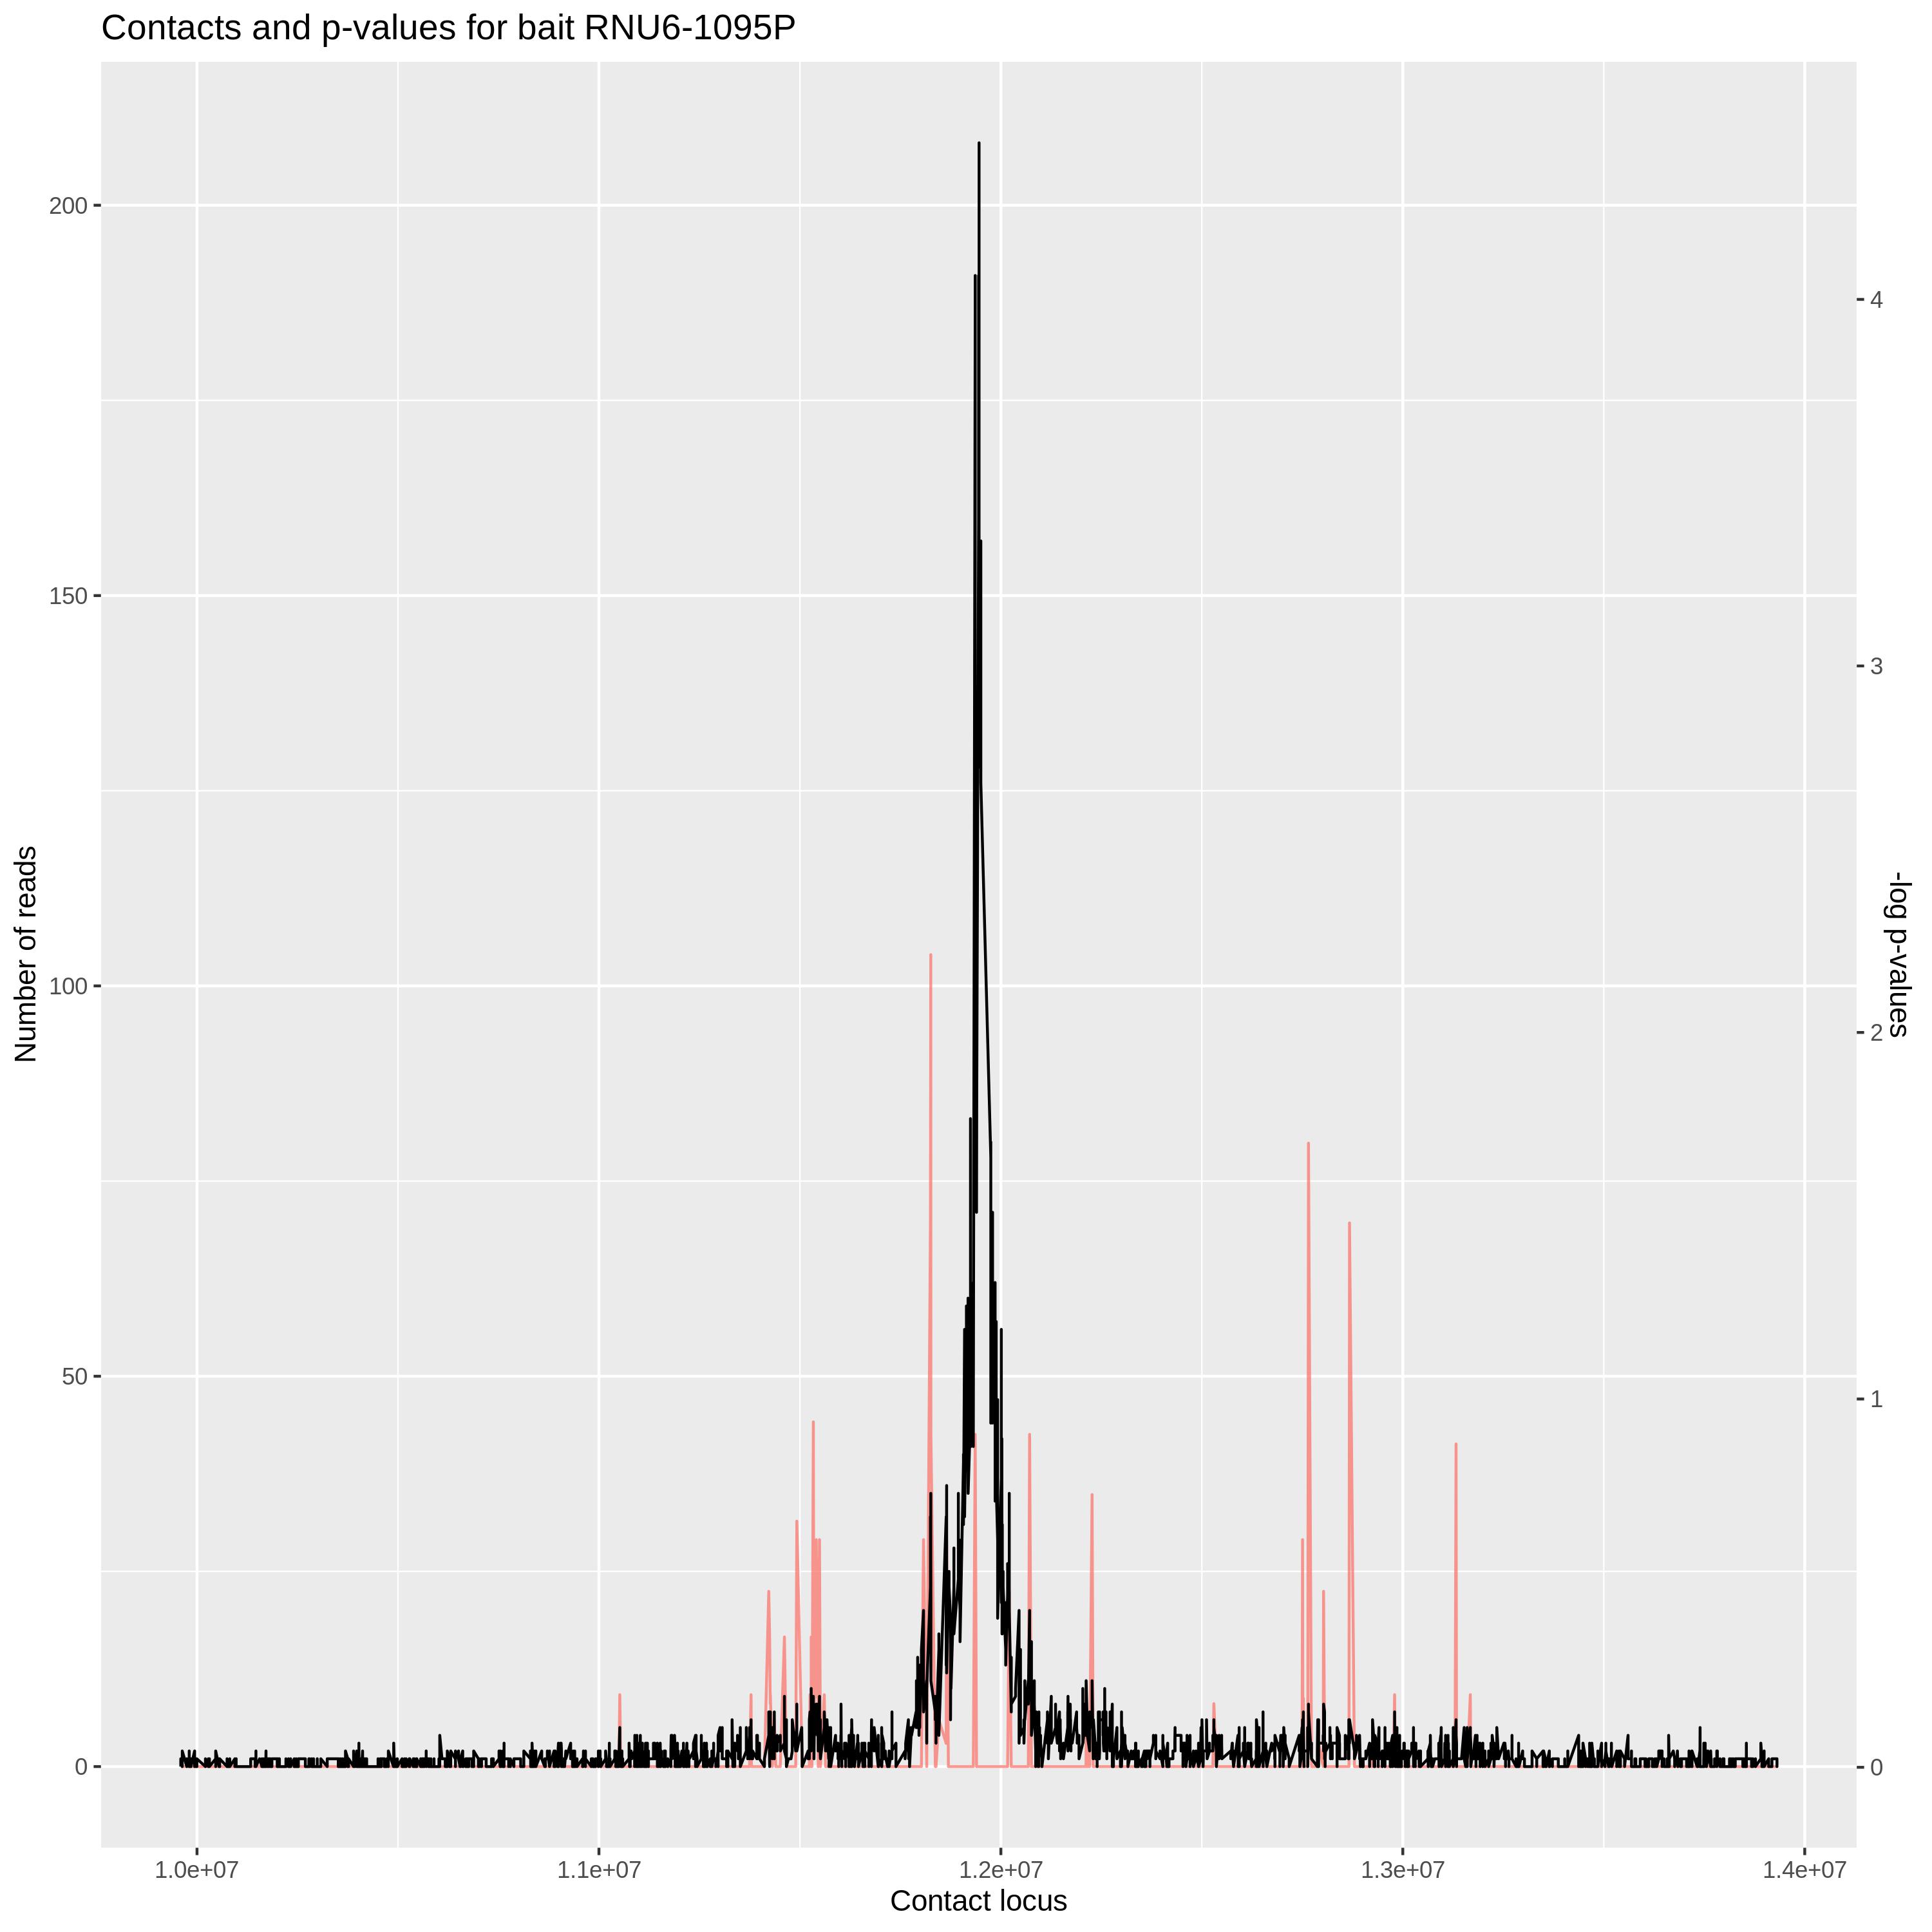 Contacts and p-values for bait RNU6-1095P
Number of reads
200
150
100
50
0
4
3
2
1
0
-log p-values
1.0e+07
1.1e+07
1.2e+07
1.3e+07
1.4e+07
Contact locus